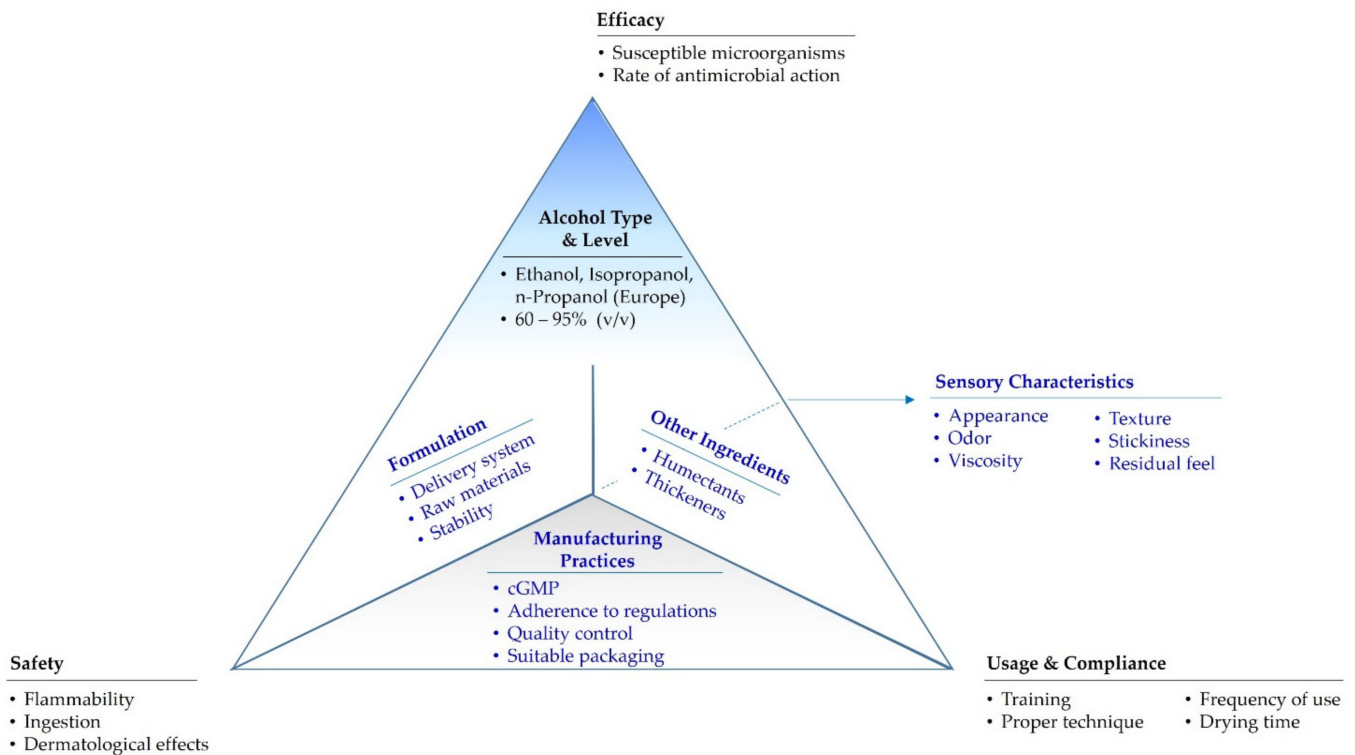 Efficacy
• Susceptible microorganisms
• Rate of antimicrobial action
Alcohol Type
& Level
• Ethanol, Isopropanol,
n-Propanol (Europe)
• 60 – 95% (v/v)
Formulation
• Delivery system
• Raw materials
• Stability
Other Ingredients
• Humectants
• Thickeners
Sensory Characteristics
• Appearance
• Odor
• Viscosity
• Texture
• Stickiness
• Residual feel
Manufacturing
Practices
• cGMP
• Adherence to regulations
• Quality control
• Suitable packaging
Safety
• Flammability
• Ingestion
• Dermatological effects
Usage & Compliance
• Training
• Proper technique
• Frequency of use
• Drying time